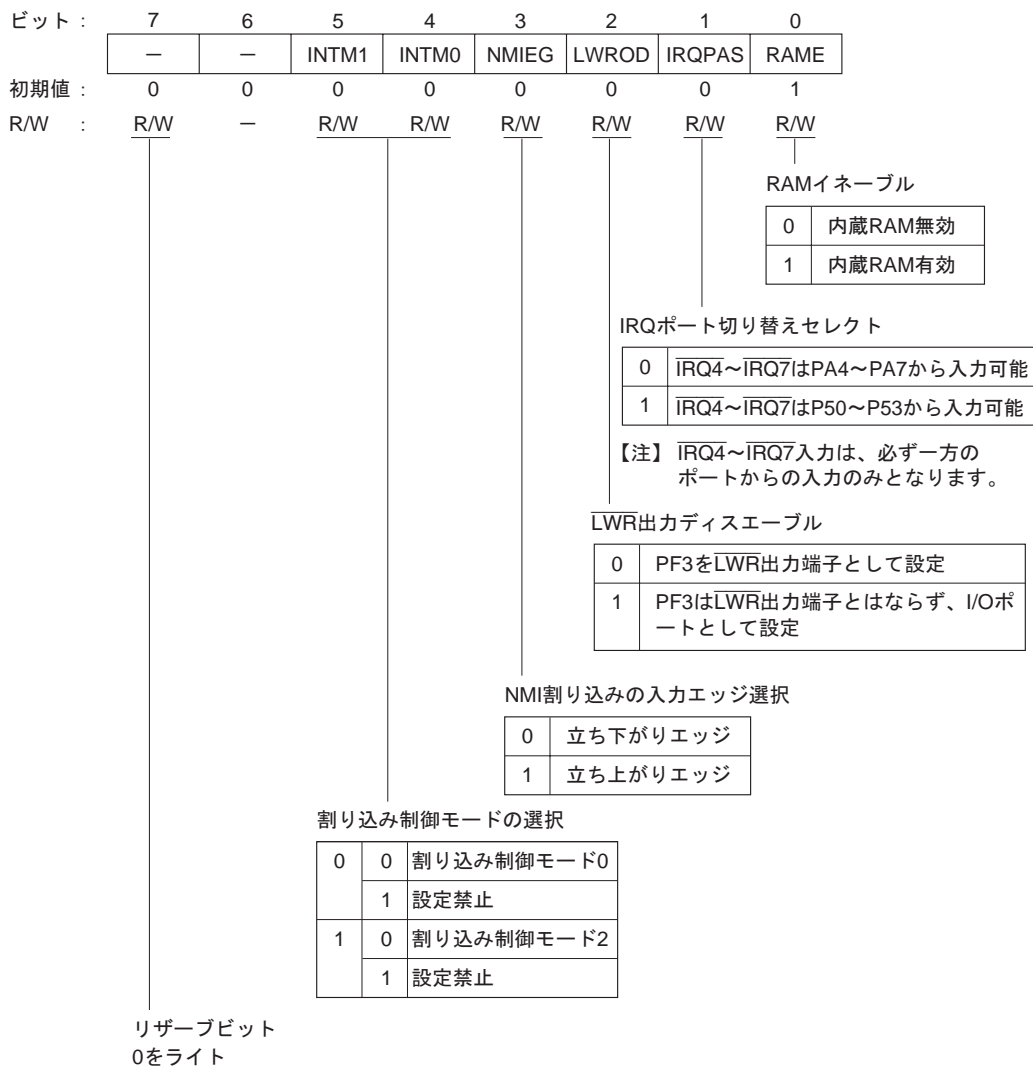 ビット： 7 6 5 4 3 2 1 0
－ － INTM1 INTM0 NMIEG LWROD IRQPAS RAME
初期値： 0 0 0 0 0 0 0 1
R/W ： R/W － R/W R/W R/W R/W R/W R/W
RAMイネーブル
0 内蔵RAM無効
1 内蔵RAM有効
IRQポート切り替えセレクト
0 IRQ4～IRQ7はPA4～PA7から入力可能
1 IRQ4～IRQ7はP50～P53から入力可能
【注】 IRQ4～IRQ7入力は、必ず一方の
ポートからの入力のみとなります。
LWR出力ディスエーブル
0 PF3をLWR出力端子として設定
1 PF3はLWR出力端子とはならず、I/Oポ
ートとして設定
NMI割り込みの入力エッジ選択
0 立ち下がりエッジ
1 立ち上がりエッジ
割り込み制御モードの選択
0 0 割り込み制御モード0
1 設定禁止
1 0 割り込み制御モード2
1 設定禁止
リザーブビット
0をライト